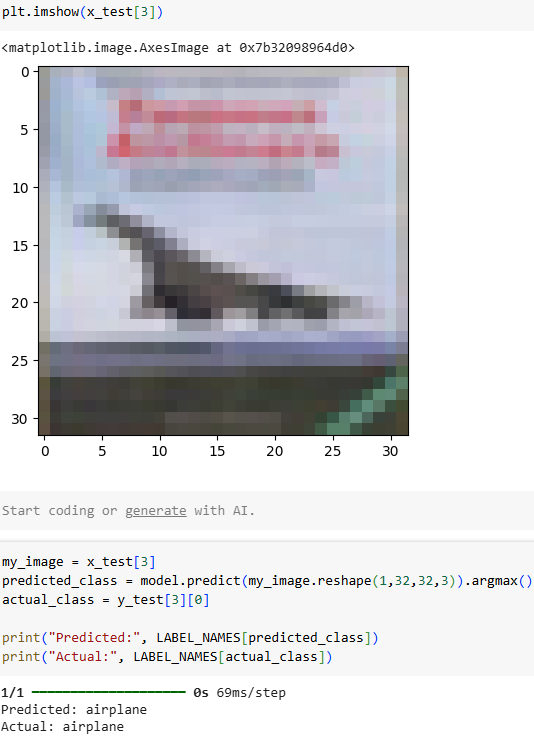 plt.imshow(x_test[3])
<matplotlib.image.AxesImage at 0x7b32098964d0>
0
5
10
15
20
25
30
0 5 10 15 20 25 30
Start coding or generate with AI.
my_image = x_test[3]
predicted_class = model.predict(my_image.reshape(1,32,32,3)).argmax()
actual_class = y_test[3][0]
print("Predicted:", LABEL_NAMES[predicted_class])
print("Actual:", LABEL_NAMES[actual_class])
1/1 ━━━━━━━━━━━━━━━━━━━━ 0s 69ms/step
Predicted: airplane
Actual: airplane